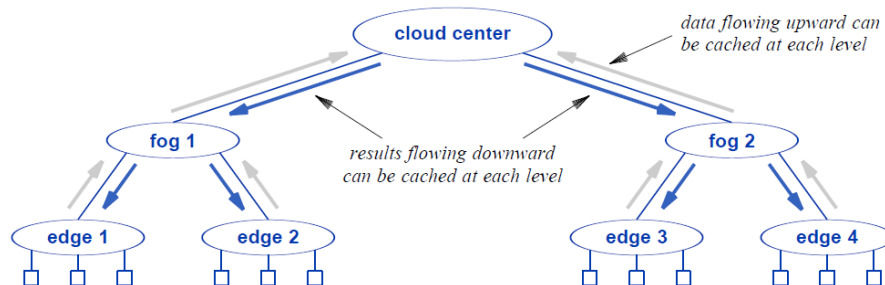 cloud center
data flowing upward can
be cached at each level
fog 1
fog 2
results flowing downward
can be cached at each level
edge 1
edge 2
edge 3
edge 4